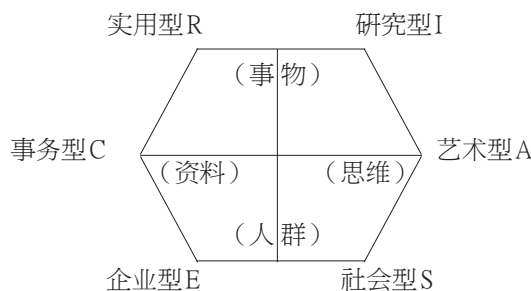 实用型R 研究型I
（事物）
事务型C 艺术型A
（资料） （思维）
（人群）
企业型E 社会型S